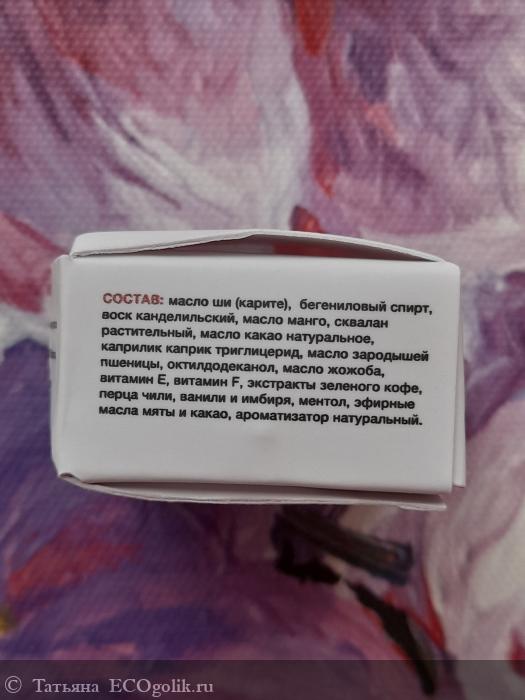 СОСТАВ: масло ши (карите), бегениловый спирт,
воск канделильский, масло манго, сквалан
растительный, масло какао натуральное,
каприлик каприк триглицерид, масло зародышей
пшеницы, октилдодеканол, масло жожоба,
витамин Е, витамин F, экстракты зеленого кофе,
перца чили, ванили и имбиря, ментол, эфирные
масла мяты и какао, ароматизатор натуральный.
© Татьяна ECOgolik.ru